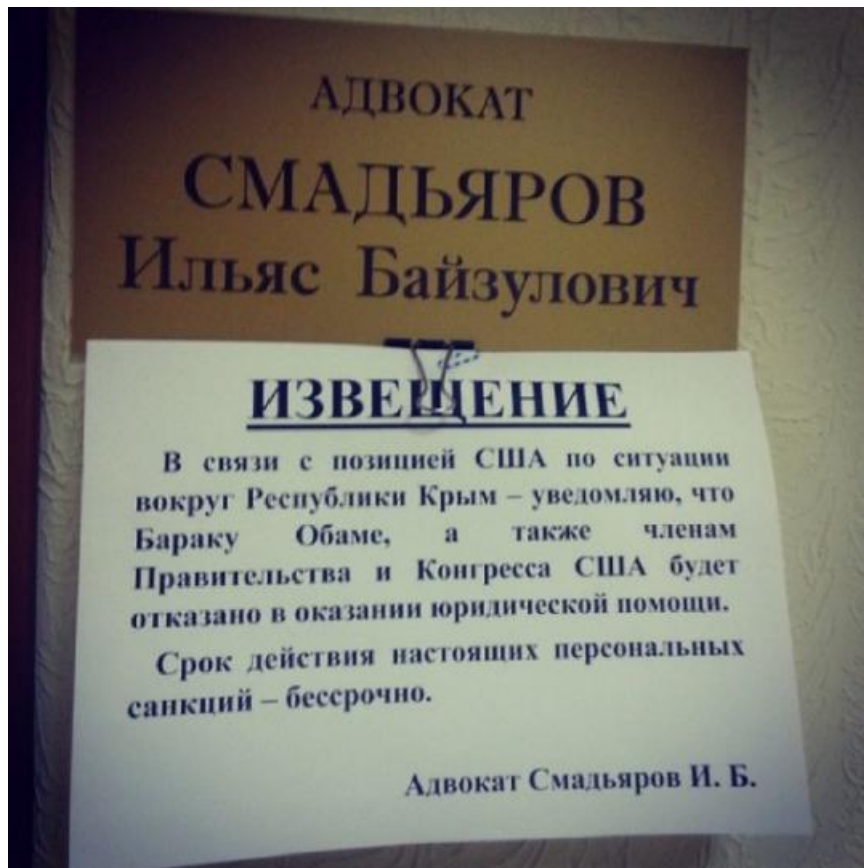 АДВОКАТ
СМАДЬЯРОВ
Ильяс Байзулович
ИЗВЕЩЕНИЕ
В связи с позицией США по ситуации
вокруг Республики Крым – уведомляю, что
Бараку Обаме, а также членам
Правительства и Конгресса США будет
отказано в оказании юридической помощи.
Срок действия настоящих персональных
санкций – бессрочно.
Адвокат Смадьяров И. Б.